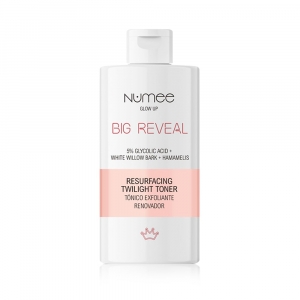 NUMEE
GLOW UP
BIG REVEAL
5% GLYCOLIC ACID +
WHITE WILLOW BARK + HAMAMELIS
RESURFACING
TWILIGHT TONER
TÓNICO EXFOLIANTE
RENOVADOR